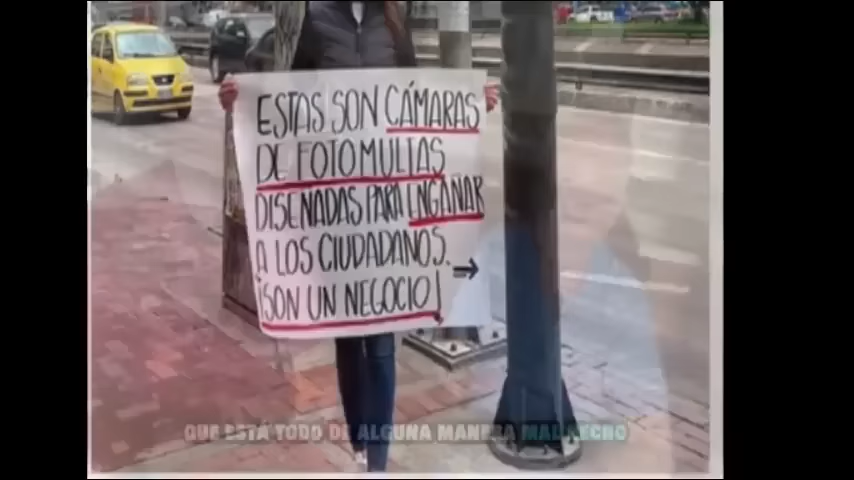 ESTAS SON CÁMARAS
DE FOTOMULTAS
DISENADAS PARA ENGAÑAR
A LOS CIUDADANOS.
¡SON UN NEGOCIO!
QUE ESTÁ TODO DE ALGUNA MANERA MAL HECHO